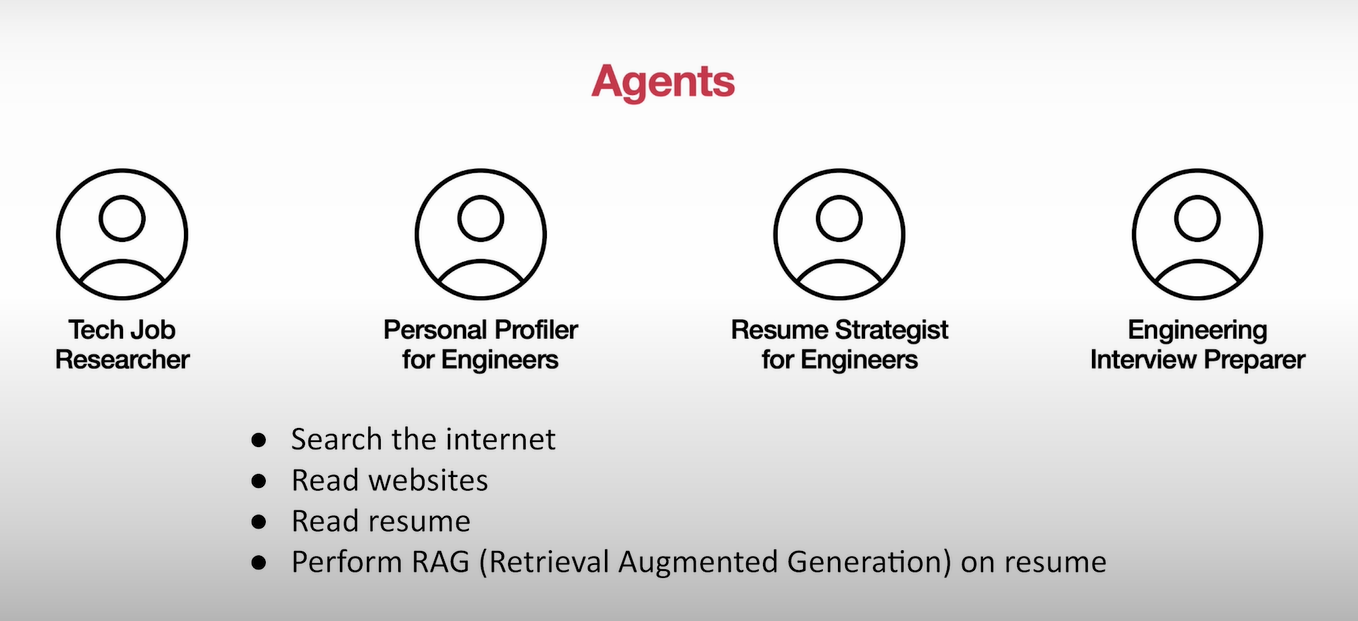 Agents
Tech Job
Researcher
Personal Profiler
for Engineers
Resume Strategist
for Engineers
Engineering
Interview Preparer
● Search the internet
● Read websites
● Read resume
● Perform RAG (Retrieval Augmented Generation) on resume